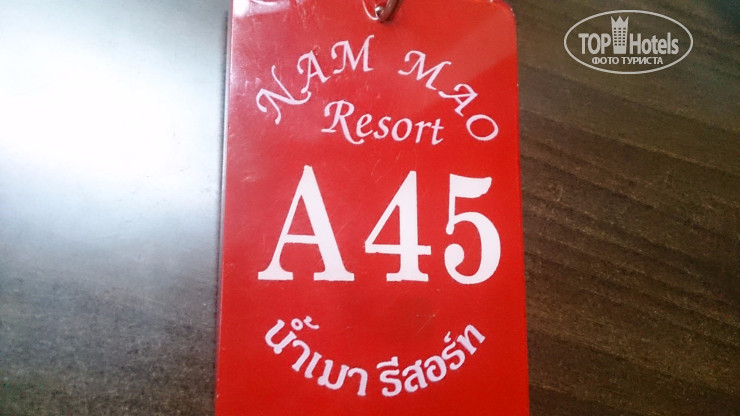 NAM MAO
Resort
A45
น้ำเมา รีสอร์ท
TOP Hotels
ФОТО ТУРИСТА